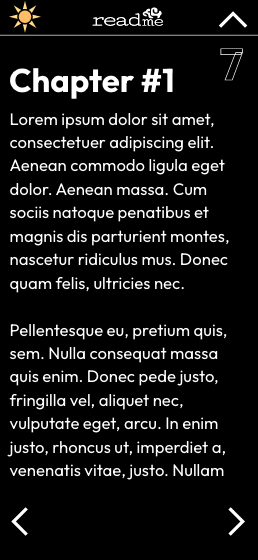 readme
7
Chapter #1
Lorem ipsum dolor sit amet,
consectetuer adipiscing elit.
Aenean commodo ligula eget
dolor. Aenean massa. Cum
sociis natoque penatibus et
magnis dis parturient montes,
nascetur ridiculus mus. Donec
quam felis, ultricies nec.
Pellentesque eu, pretium quis,
sem. Nulla consequat massa
quis enim. Donec pede justo,
fringilla vel, aliquet nec,
vulputate eget, arcu. In enim
justo, rhoncus ut, imperdiet a,
venenatis vitae, justo. Nullam